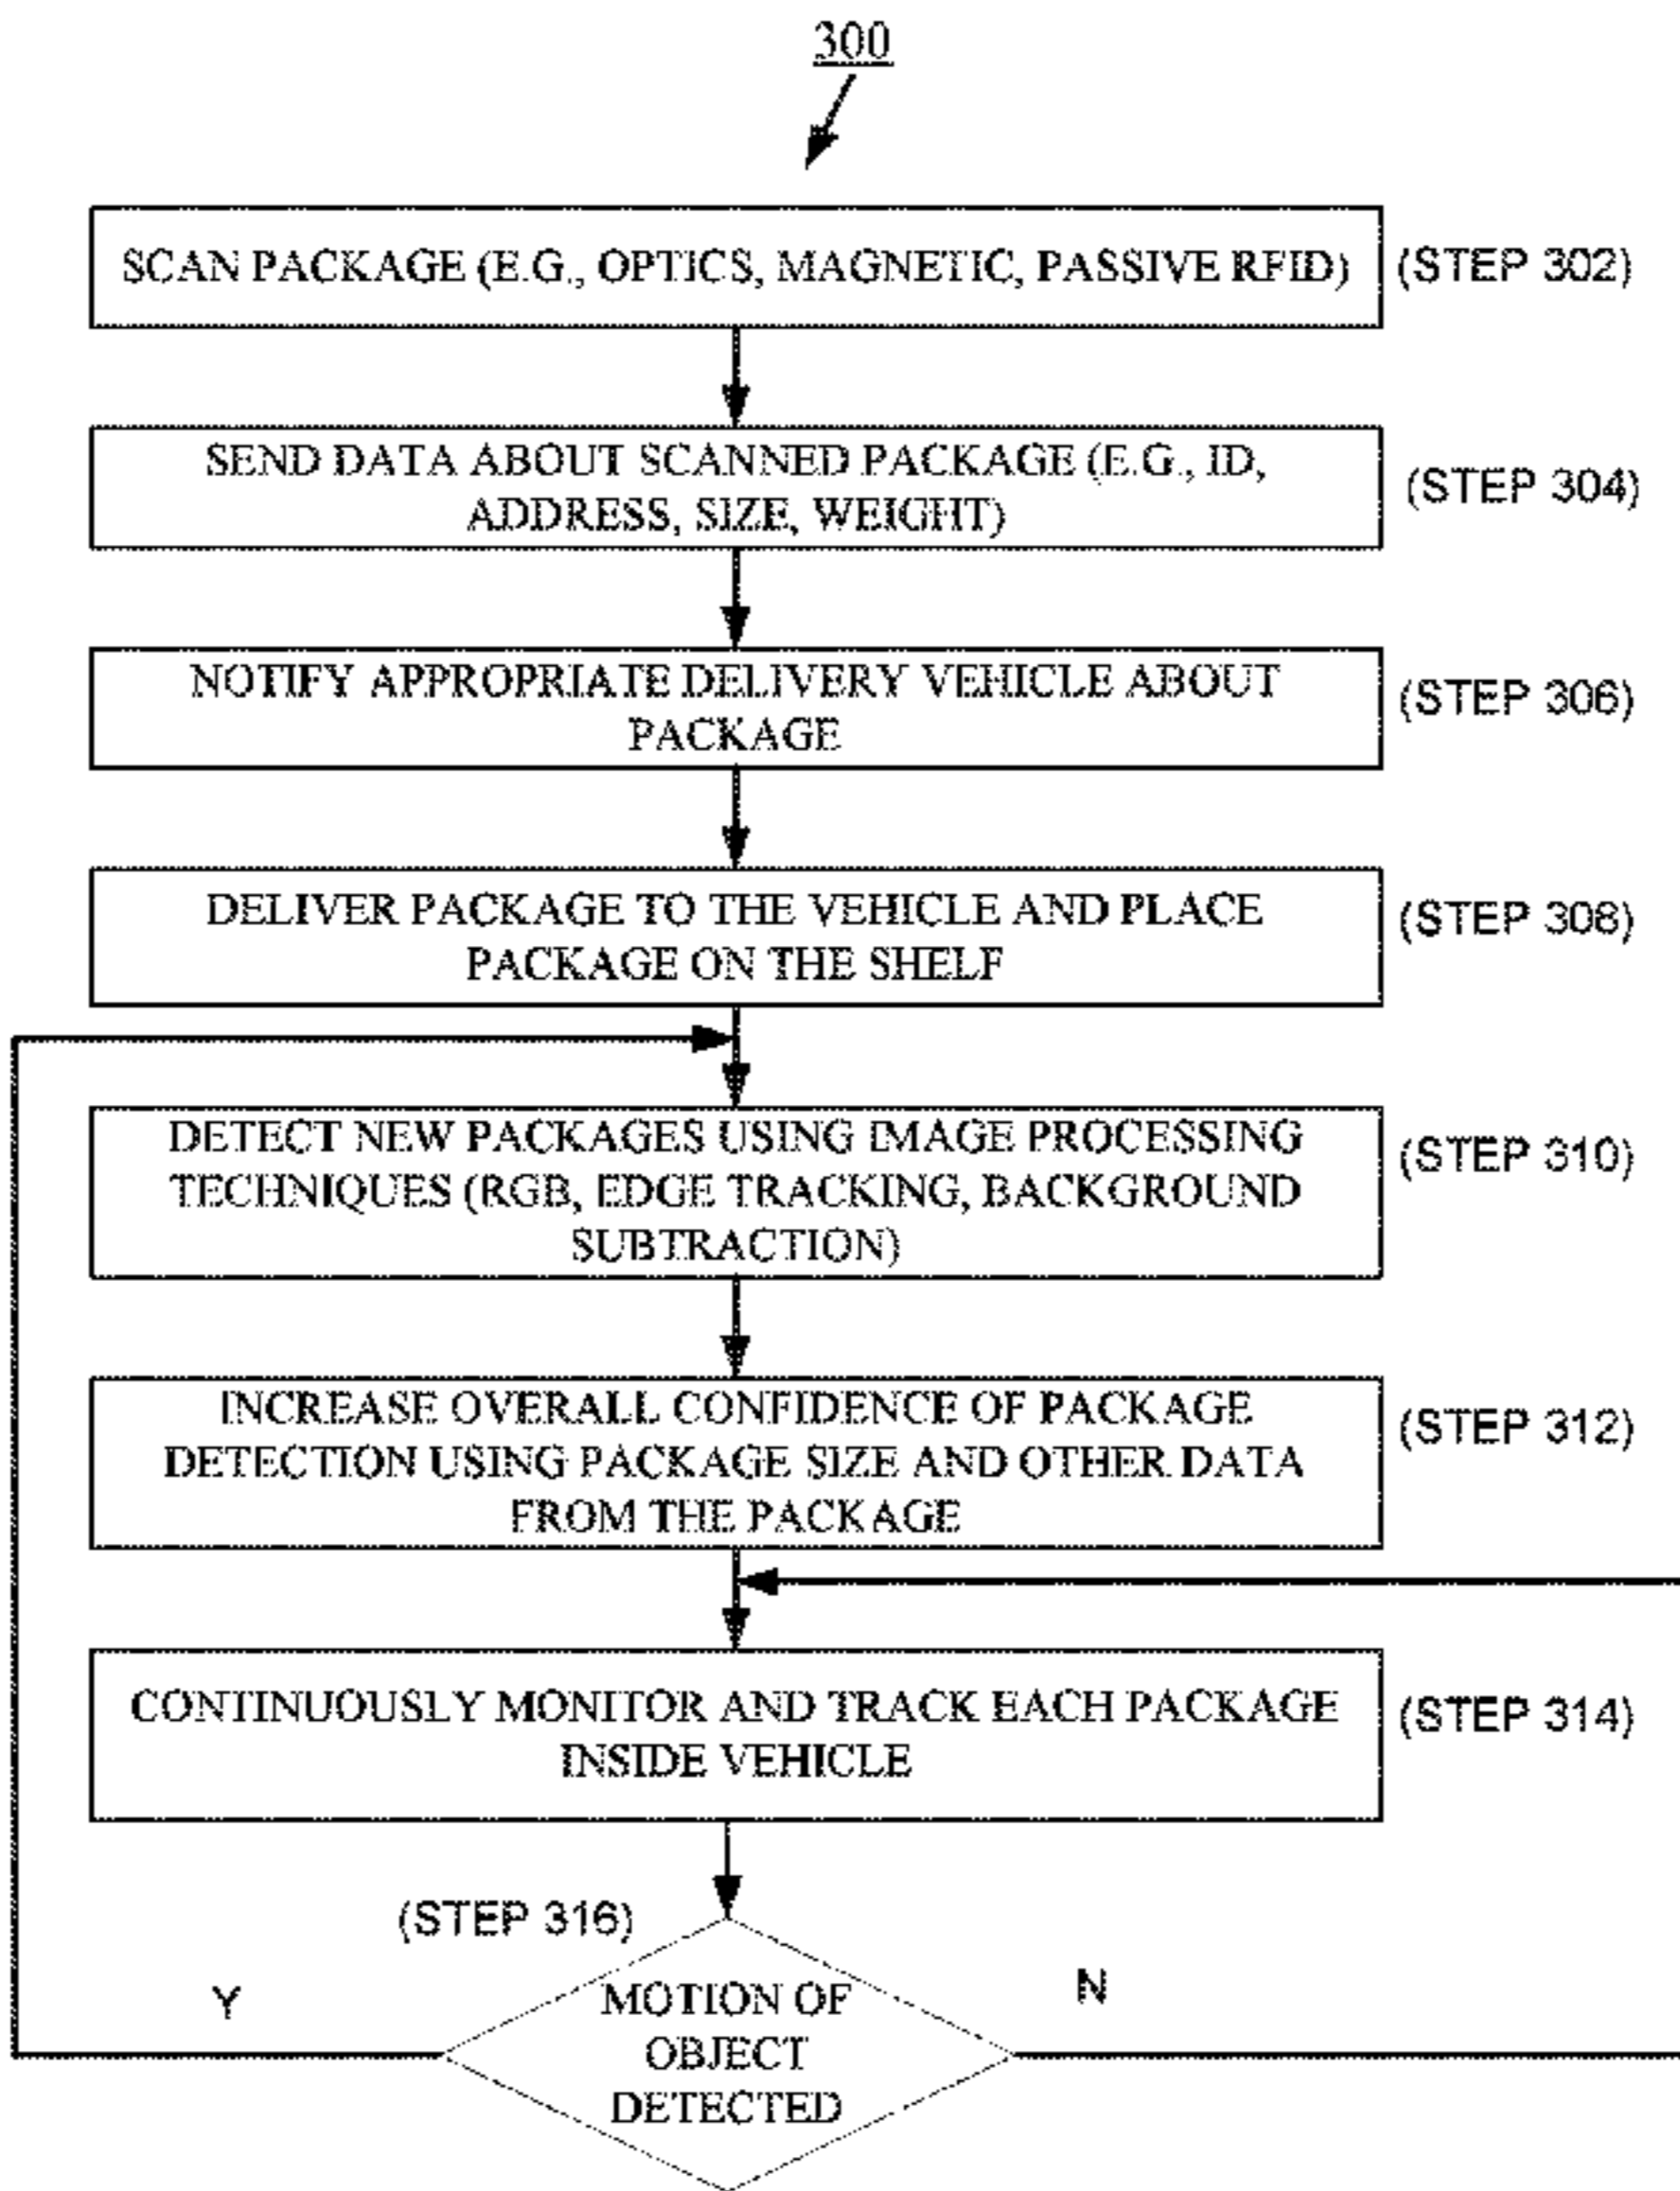 300
SCAN PACKAGE (E.G., OPTICS, MAGNETIC, PASSIVE RFID)
(STEP 302)
SEND DATA ABOUT SCANNED PACKAGE (E.G., ID,
ADDRESS, SIZE, WEIGHT)
(STEP 304)
NOTIFY APPROPRIATE DELIVERY VEHICLE ABOUT
PACKAGE
(STEP 306)
DELIVER PACKAGE TO THE VEHICLE AND PLACE
PACKAGE ON THE SHELF
(STEP 308)
DETECT NEW PACKAGES USING IMAGE PROCESSING
TECHNIQUES (RGB, EDGE TRACKING, BACKGROUND
SUBTRACTION)
(STEP 310)
INCREASE OVERALL CONFIDENCE OF PACKAGE
DETECTION USING PACKAGE SIZE AND OTHER DATA
FROM THE PACKAGE
(STEP 312)
CONTINUOUSLY MONITOR AND TRACK EACH PACKAGE
INSIDE VEHICLE
(STEP 314)
(STEP 316)
Y
MOTION OF
OBJECT
DETECTED
N